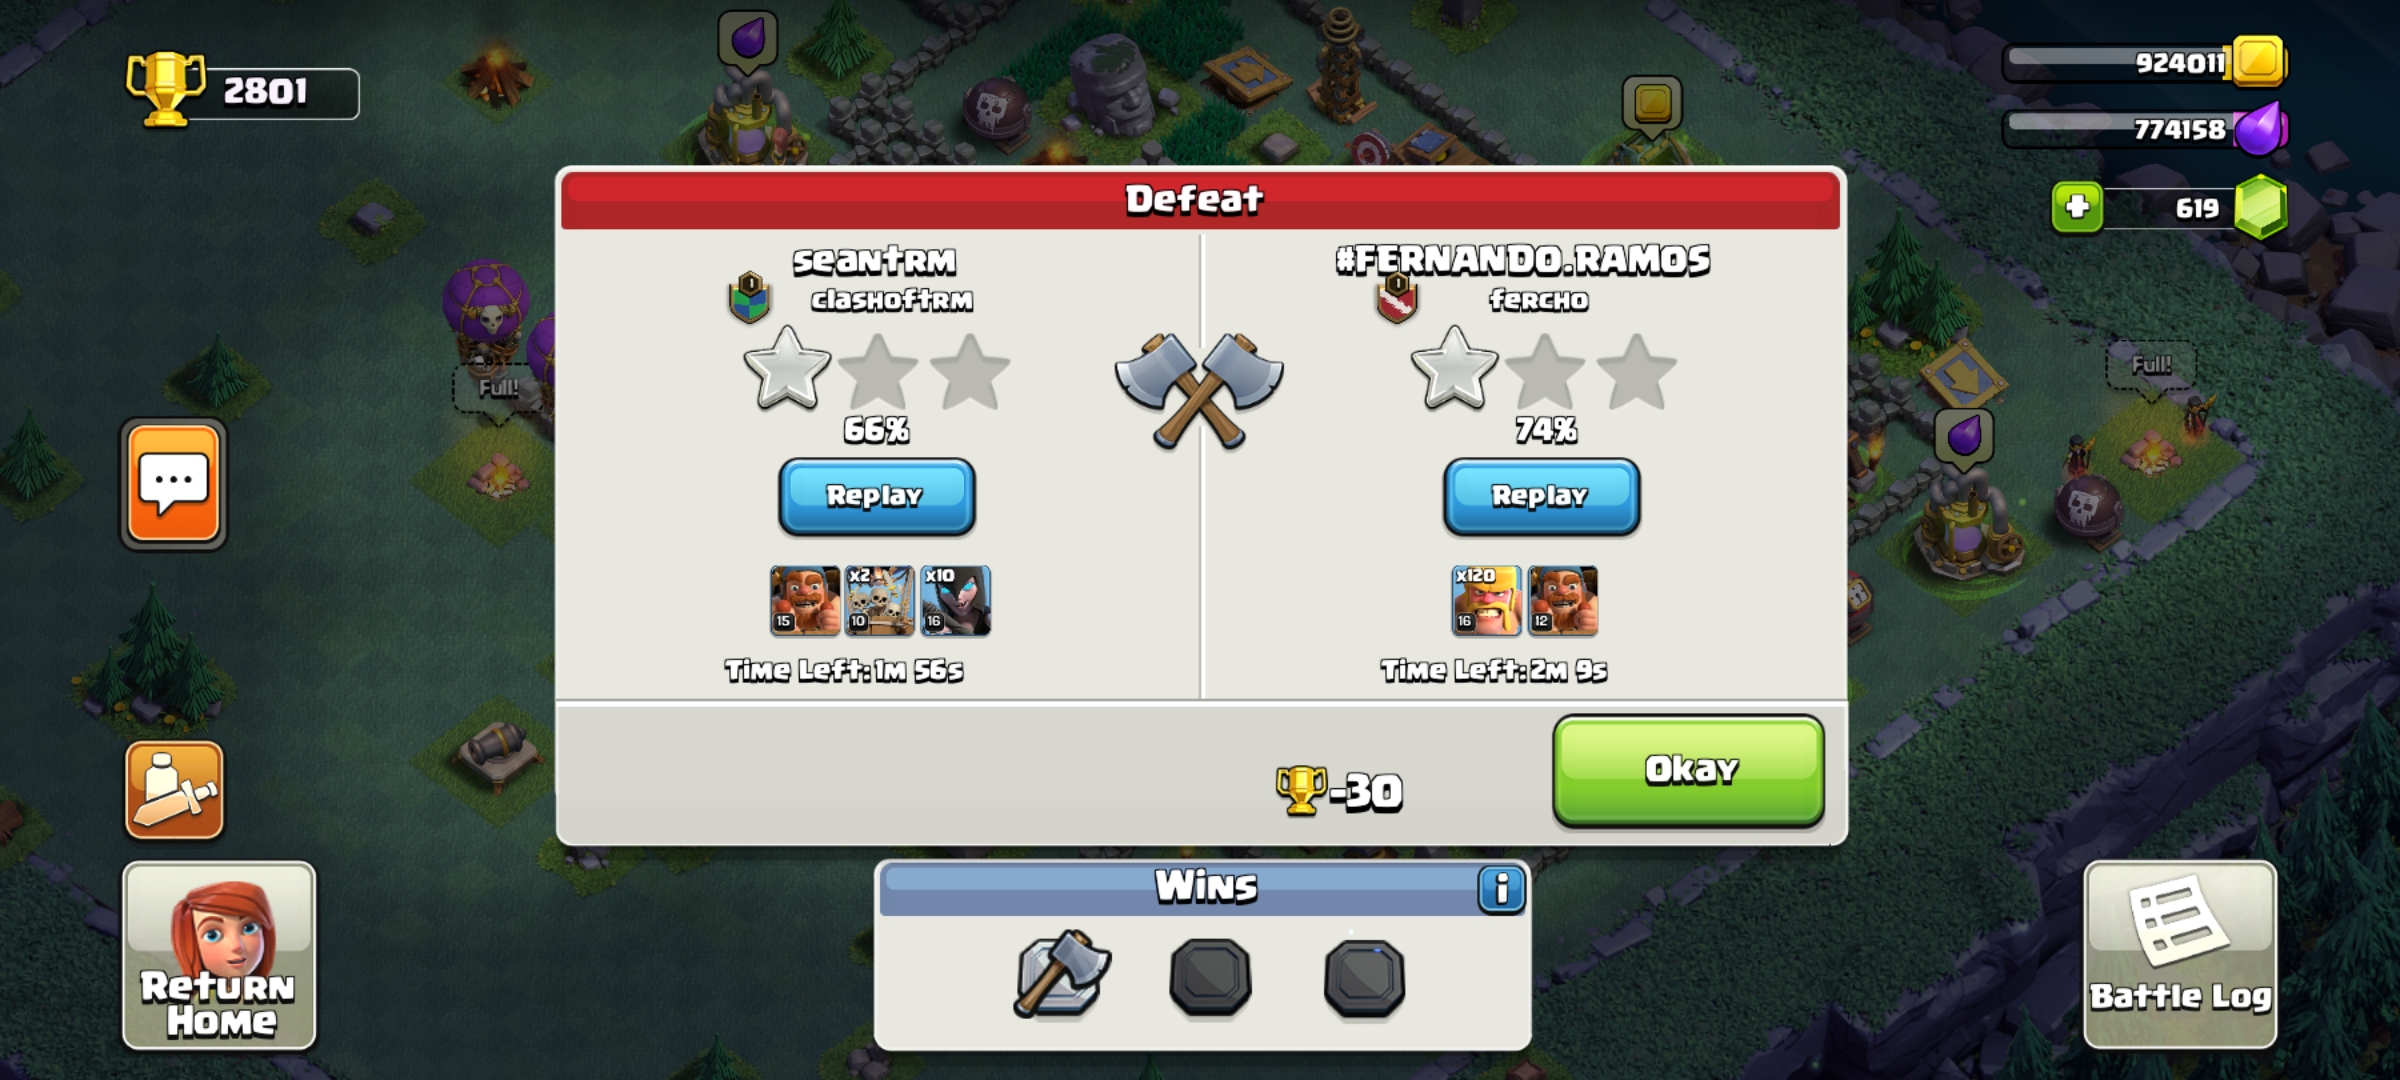 2801
924011
774158
619
Defeat
seantRM
clashoftRM
66%
Replay
15
x2
10
x10
16
Time Left:1m 56s
#FERNANDO.RAMOS
fercho
74%
Replay
x120
16
12
Time Left:2m 9s
-30
Okay
Full!
Full!
Wins
i
Return
Home
Battle Log